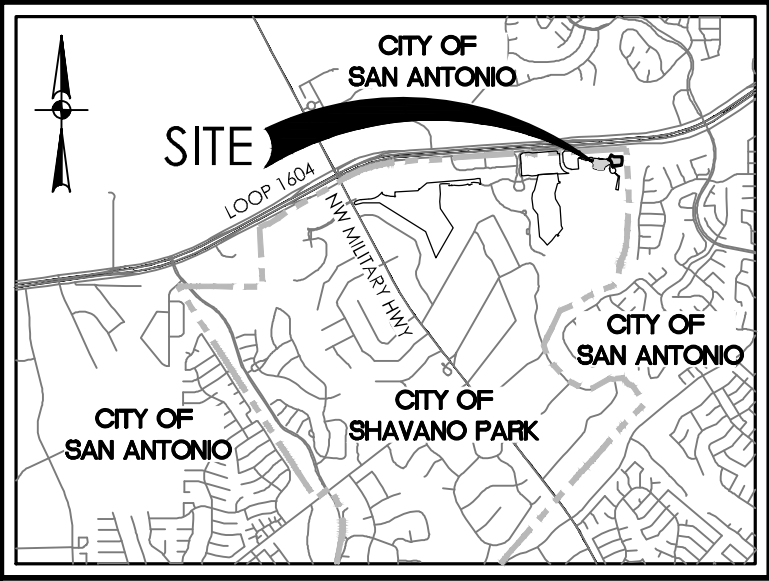 CITY OF
SAN ANTONIO
SITE
LOOP 1604
NW MILITARY HWY
CITY OF
SAN ANTONIO
CITY OF
SHAVANO PARK
CITY OF
SAN ANTONIO